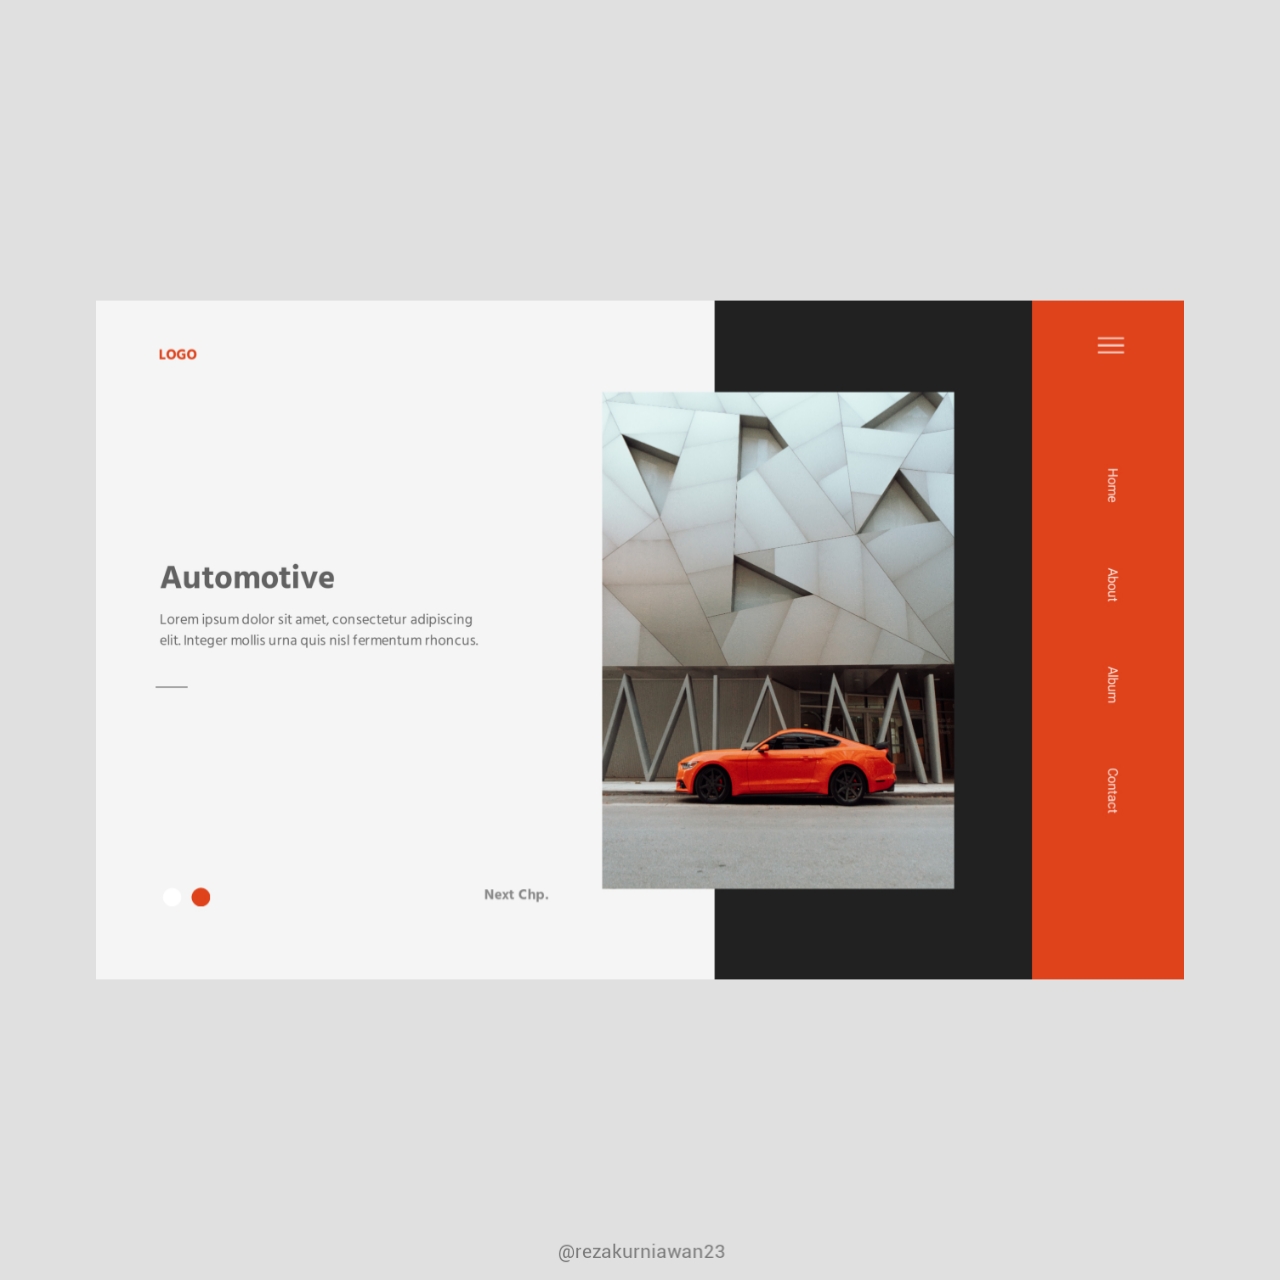 LOGO
Automotive
Lorem ipsum dolor sit amet, consectetur adipiscing
elit. Integer mollis urna quis nisl fermentum rhoncus.
Next Chp.
Home
About
Album
Contact
@rezakurniawan23